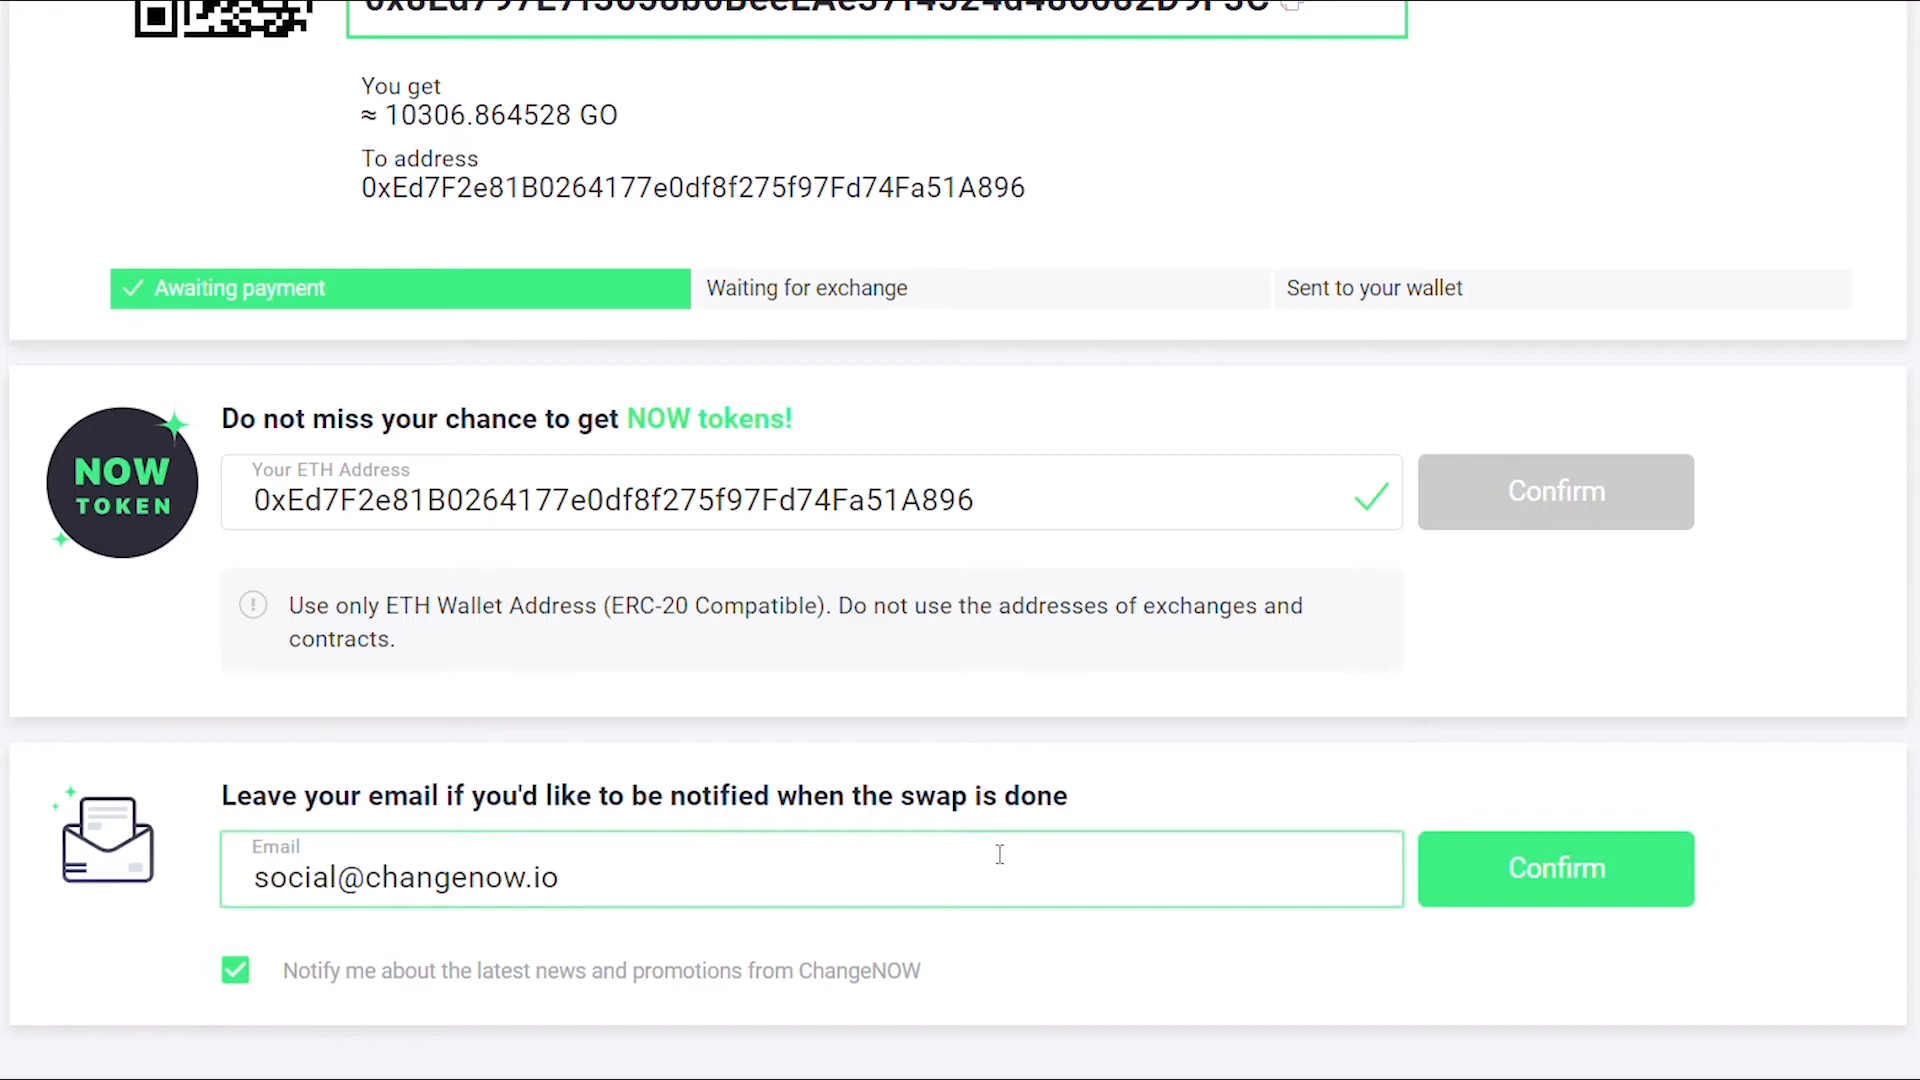 You get
≈ 10306.864528 GO
To address
0xEd7F2e81B0264177e0df8f275f97Fd74Fa51A896
Awaiting payment
Waiting for exchange
Sent to your wallet
Do not miss your chance to get NOW tokens!
NOW
TOKEN
Your ETH Address
0xEd7F2e81B0264177e0df8f275f97Fd74Fa51A896
Confirm
Use only ETH Wallet Address (ERC-20 Compatible). Do not use the addresses of exchanges and
contracts.
Leave your email if you'd like to be notified when the swap is done
Email
social@changenow.io
Confirm
Notify me about the latest news and promotions from ChangeNOW